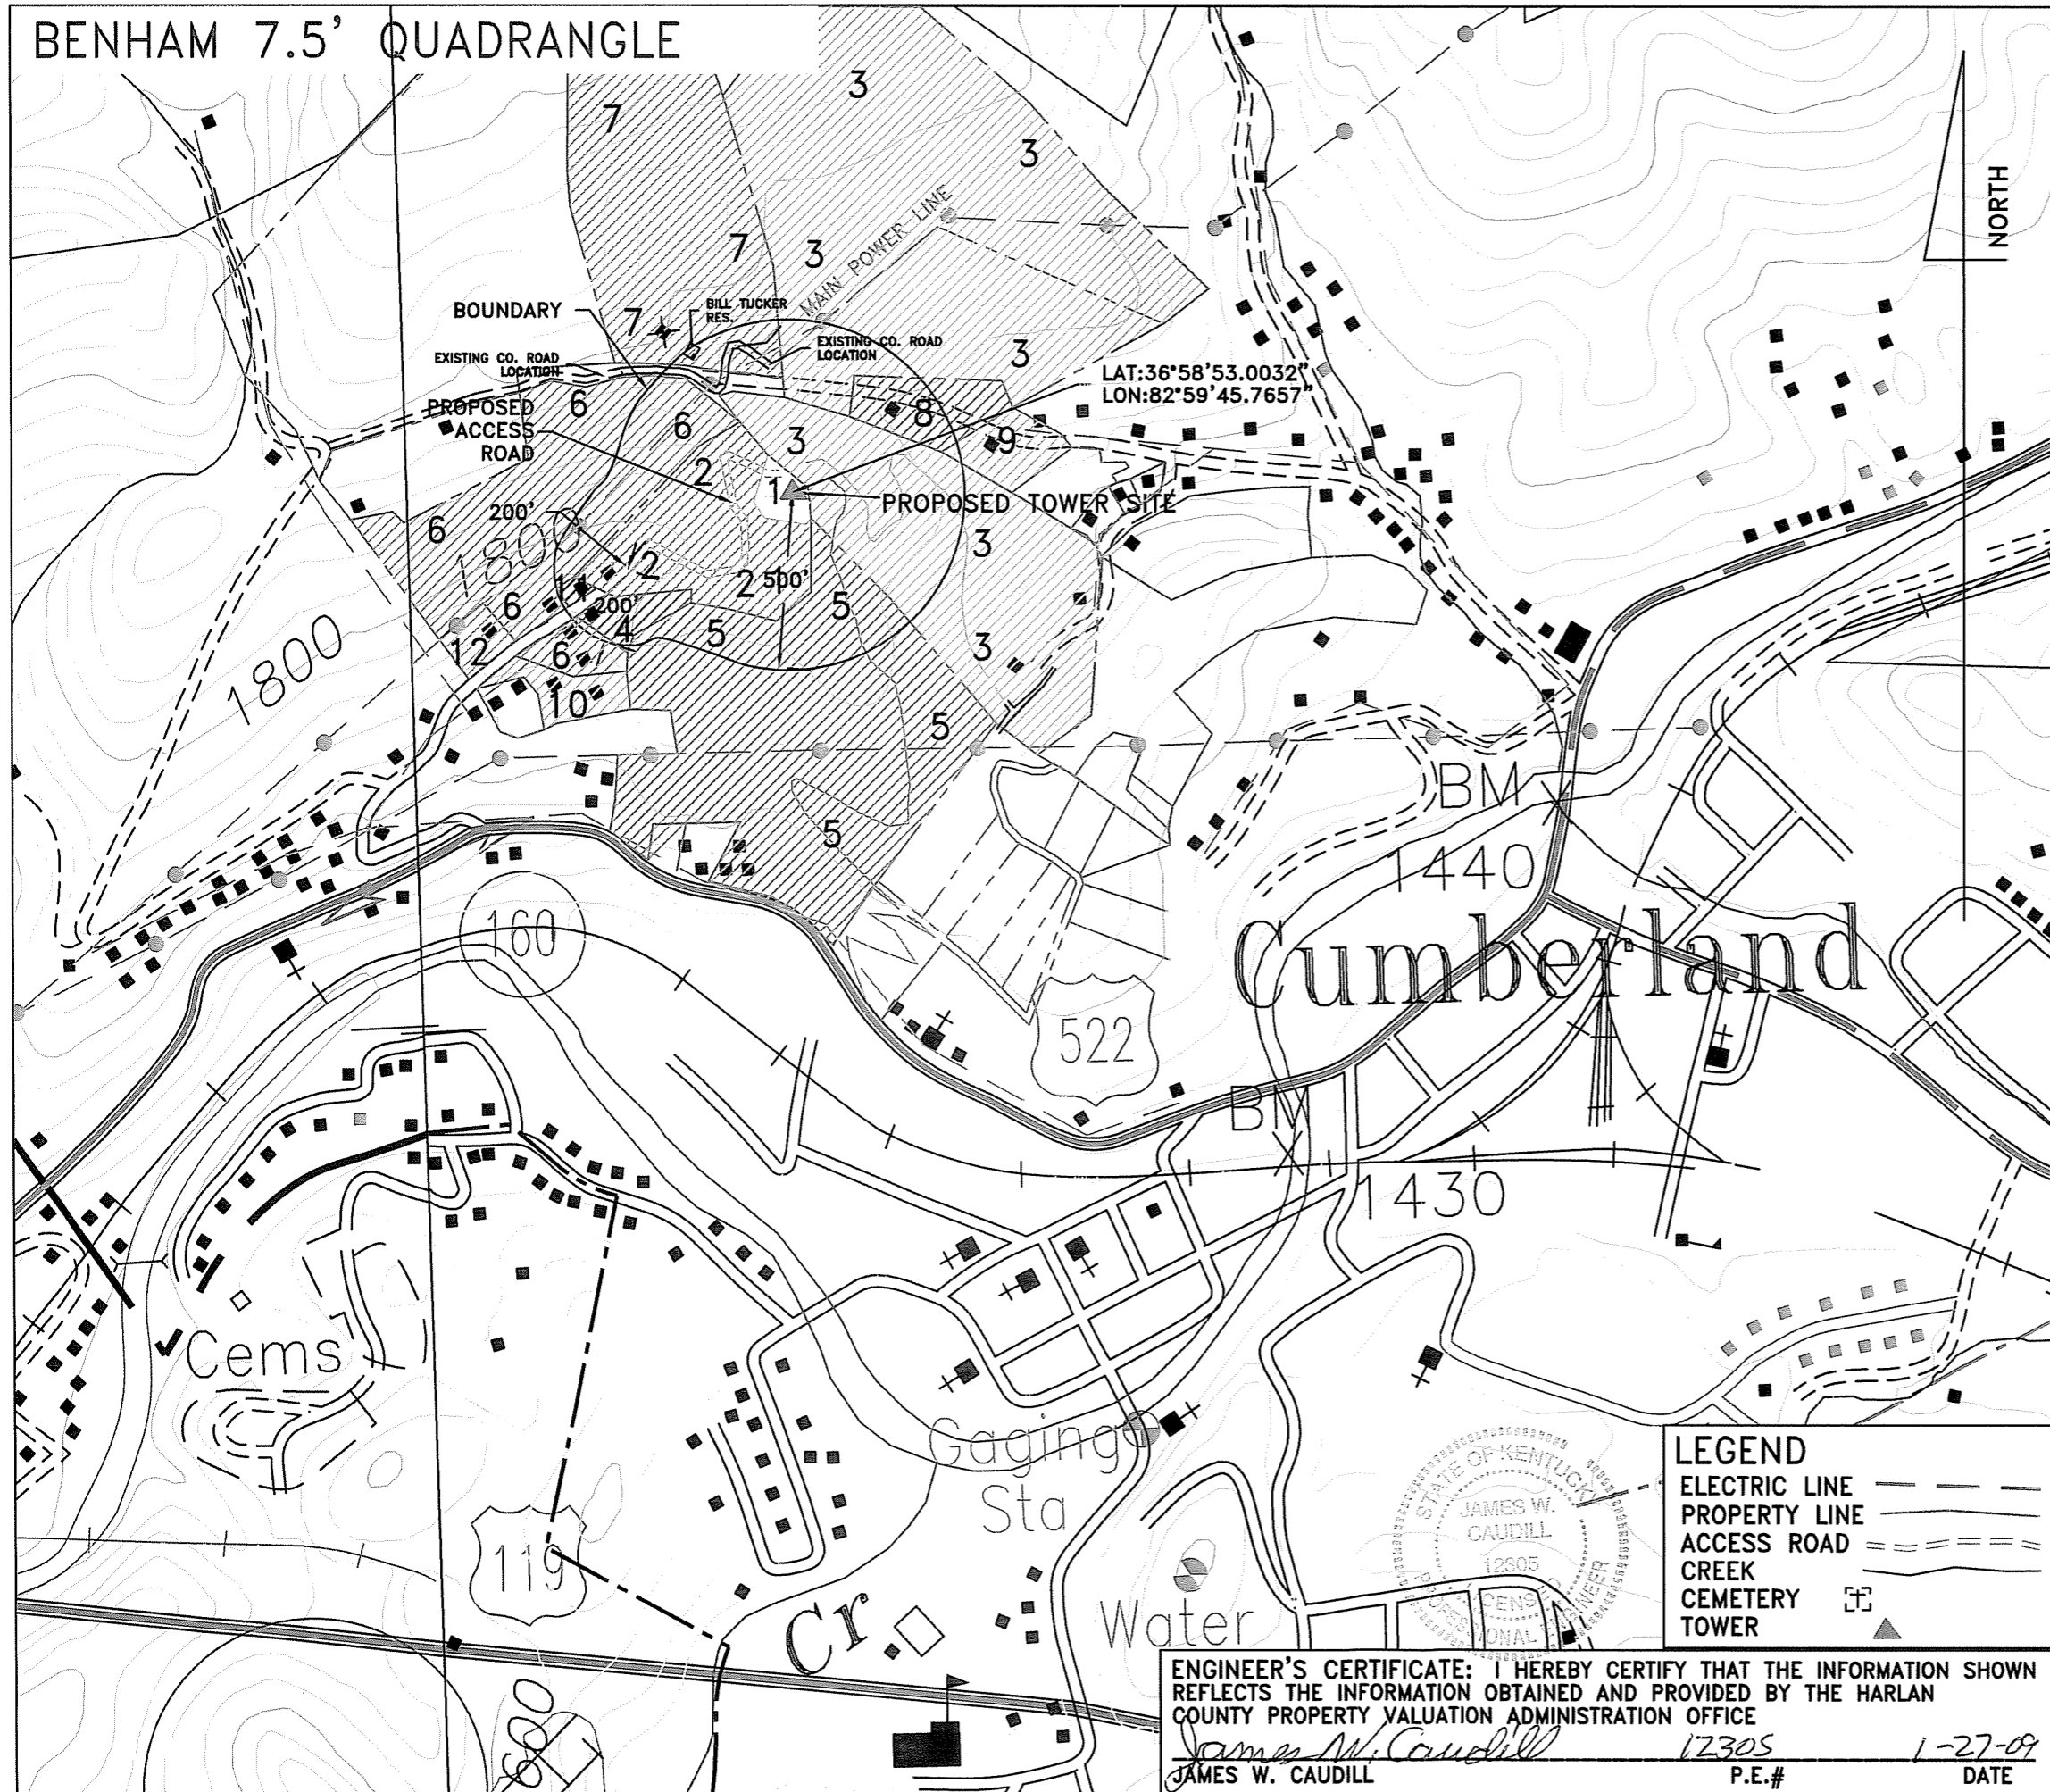 BENHAM 7.5' QUADRANGLE
3
7
3
NORTH
7
3
MAIN POWER LINE
BOUNDARY
7
BILL TUCKER
RES.
EXISTING CO. ROAD
LOCATION
3
EXISTING CO. ROAD
LOCATION
LAT:36°58'53.0032"
LON:82°59'45.7657"
PROPOSED
ACCESS
ROAD
6
6
3
8
9
2
1
PROPOSED TOWER SITE
200'
6
1800
3
2
2
500'
11
6
200'
5
4
5
3
12
6
1800
10
5
BM
5
1440
160
Cumberland
522
BM
1430
Cems
Gaging
Sta
119
Cr
Water
600
STATE OF KENTUCKY
JAMES W.
CAUDILL
12305
LICENSED
PROFESSIONAL ENGINEER
LEGEND
ELECTRIC LINE
PROPERTY LINE
ACCESS ROAD
CREEK
CEMETERY
TOWER
ENGINEER'S CERTIFICATE: I HEREBY CERTIFY THAT THE INFORMATION SHOWN
REFLECTS THE INFORMATION OBTAINED AND PROVIDED BY THE HARLAN
COUNTY PROPERTY VALUATION ADMINISTRATION OFFICE
James W. Caudill 12305 1-27-09
JAMES W. CAUDILL P.E.# DATE